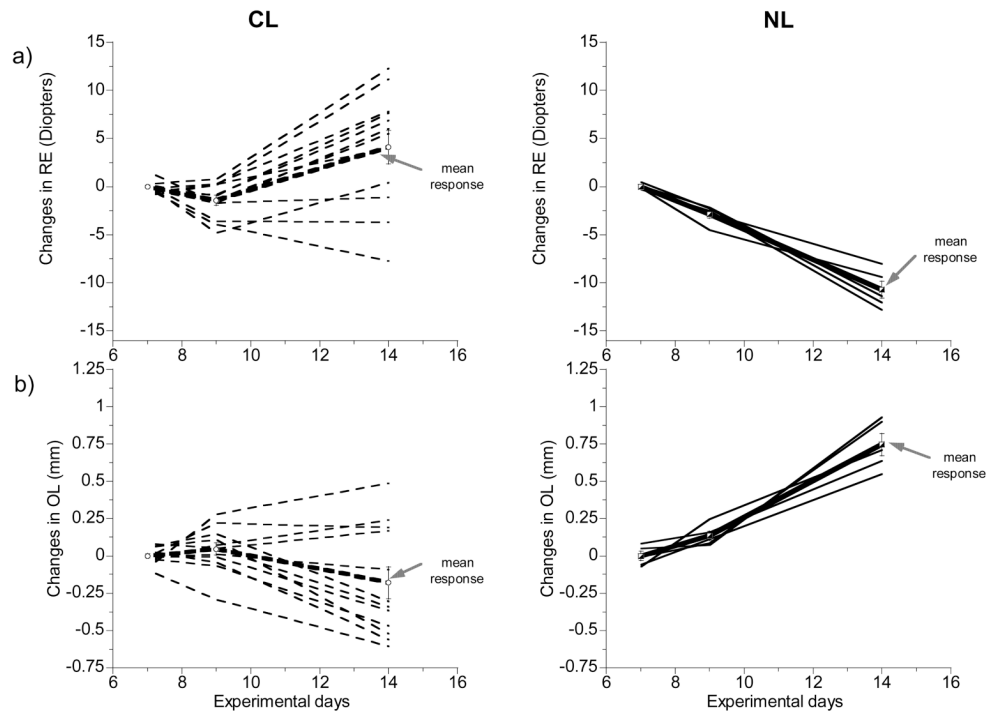 CL NL
a)
Changes in RE (Diopters)
15
10
5
0
-5
-10
-15
6 8 10 12 14 16
mean
response
Changes in RE (Diopters)
15
10
5
0
-5
-10
-15
6 8 10 12 14 16
mean
response
b)
Changes in OL (mm)
1.25
1
0.75
0.5
0.25
0
-0.25
-0.5
-0.75
6 8 10 12 14 16
Experimental days
mean
response
Changes in OL (mm)
1.25
1
0.75
0.5
0.25
0
-0.25
-0.5
-0.75
6 8 10 12 14 16
Experimental days
mean
response